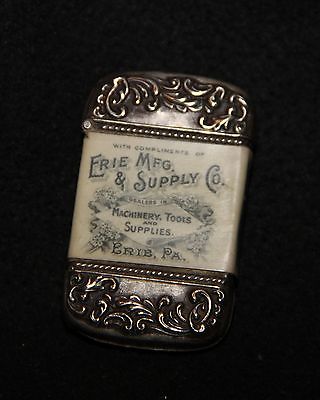 WITH COMPLIMENTS OF
ERIE MFG.
& SUPPLY CO.
DEALERS IN
MACHINERY, TOOLS
AND
SUPPLIES.
ERIE, PA.